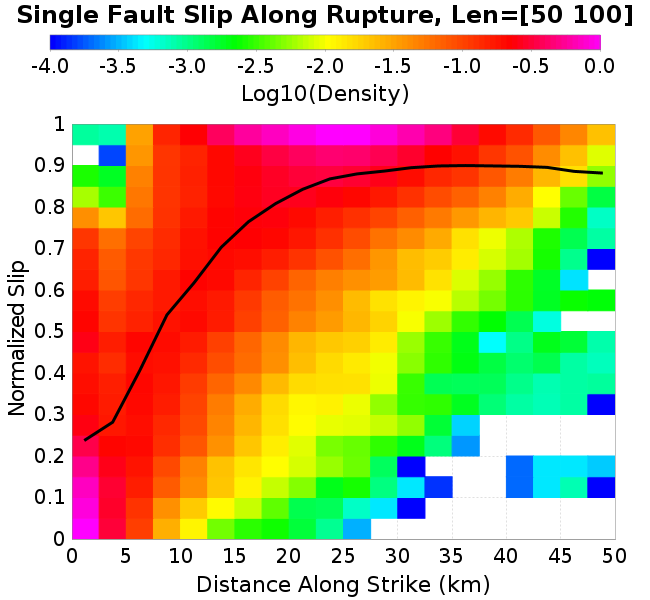 Single Fault Slip Along Rupture, Len=[50 100]
-4.0 -3.5 -3.0 -2.5 -2.0 -1.5 -1.0 -0.5 0.0
Log10(Density)
1
0.9
0.8
0.7
0.6
0.5
0.4
0.3
0.2
0.1
0
Normalized Slip
0 5 10 15 20 25 30 35 40 45 50
Distance Along Strike (km)